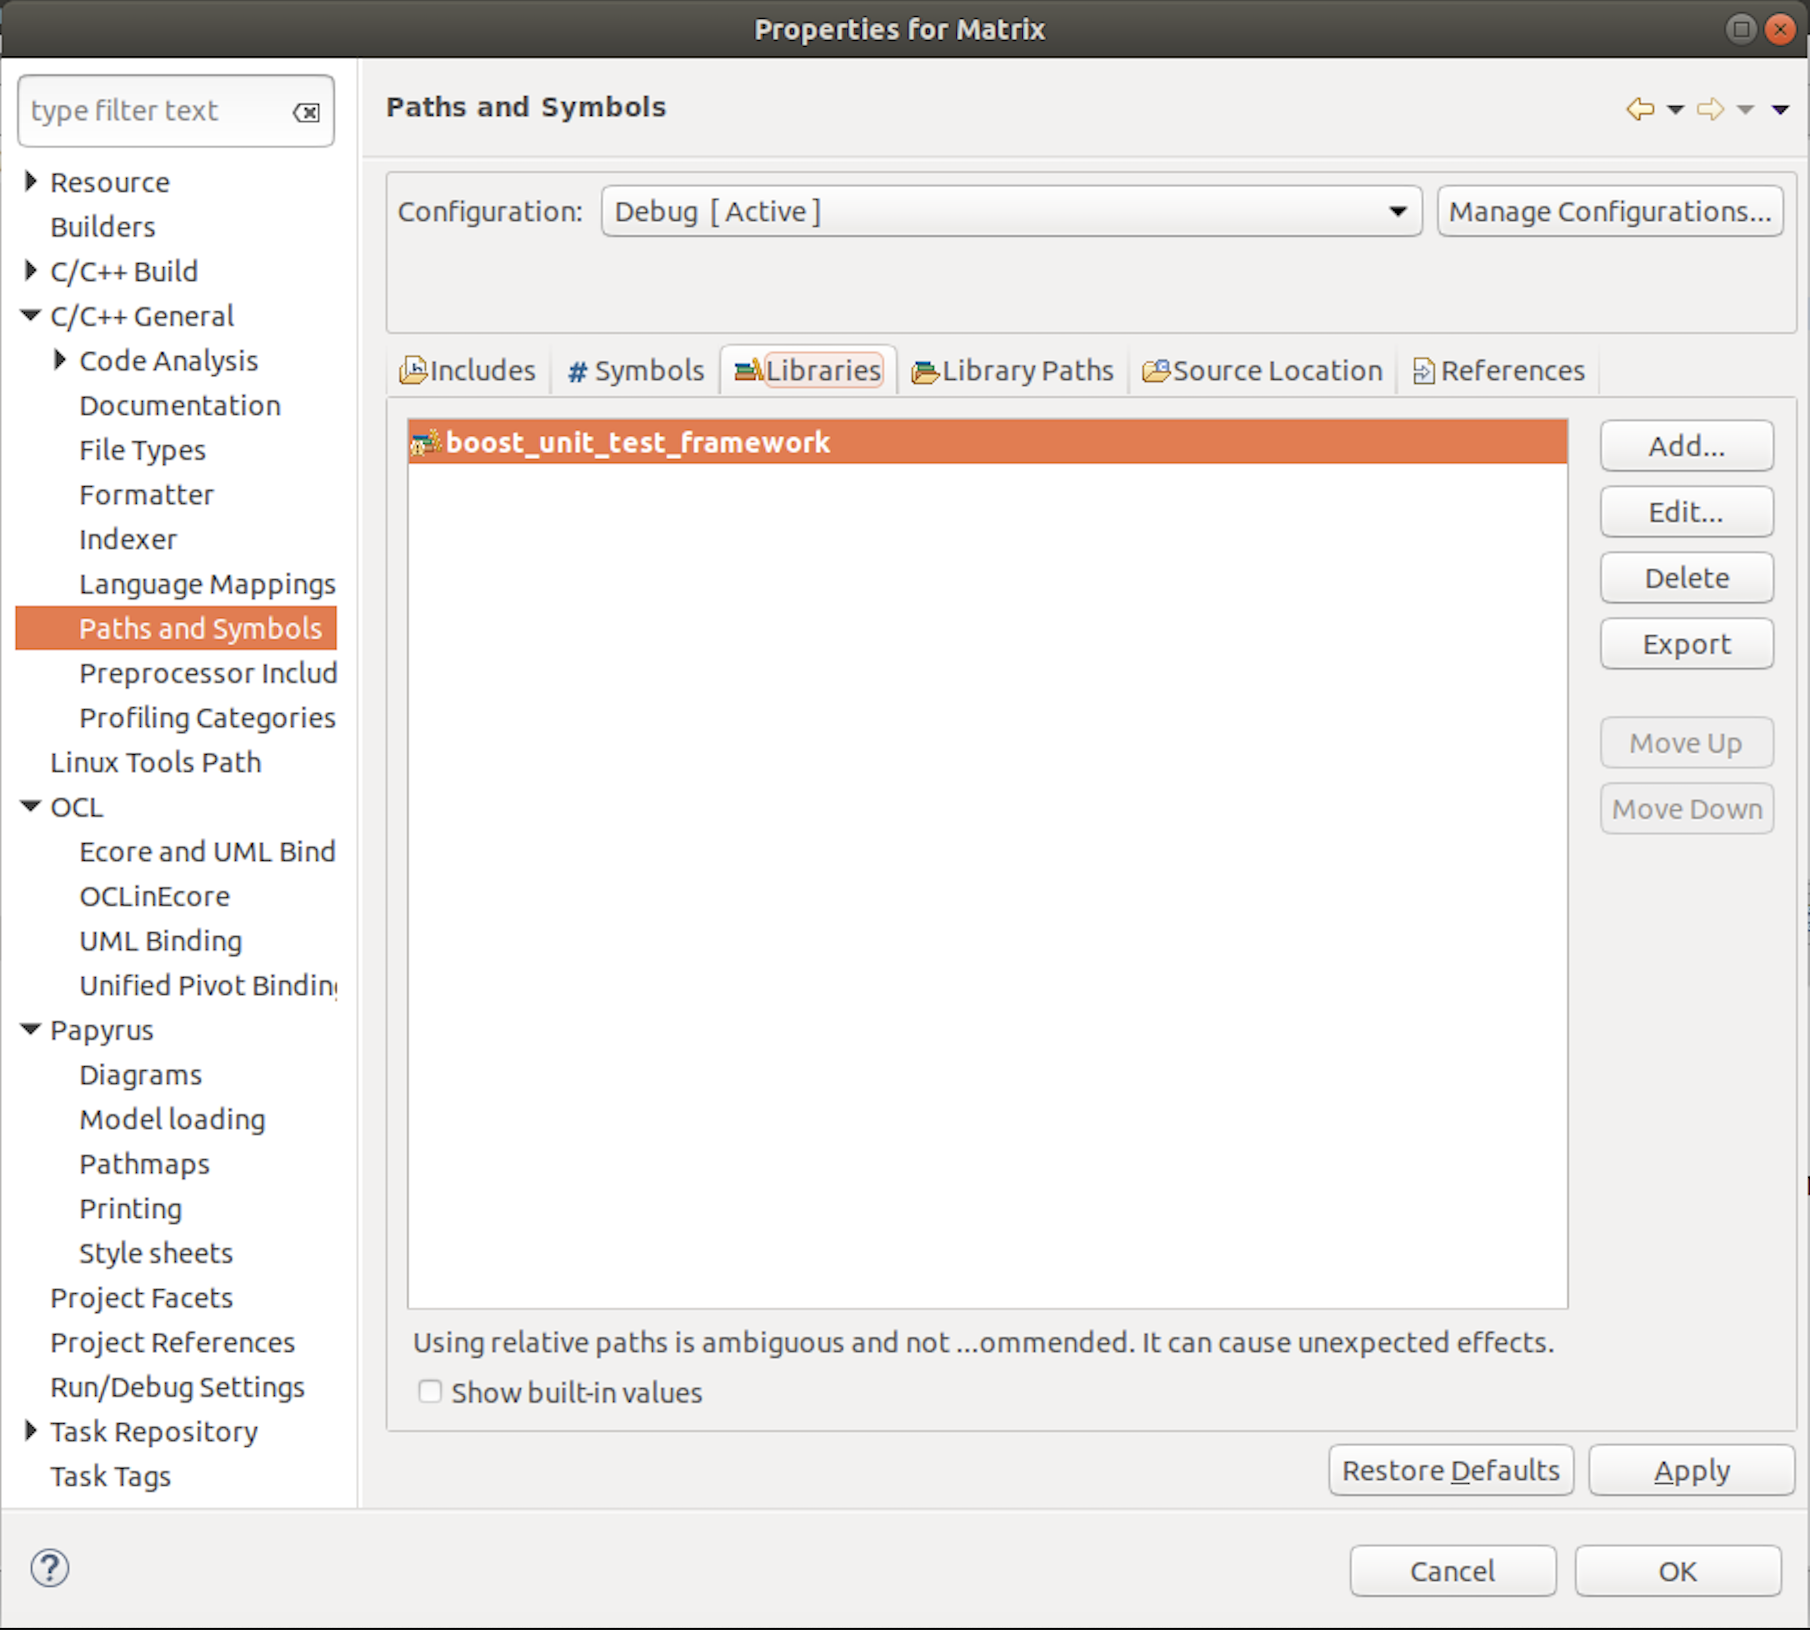 Properties for Matrix
type filter text
Resource
Builders
C/C++ Build
C/C++ General
Code Analysis
Documentation
File Types
Formatter
Indexer
Language Mappings
Paths and Symbols
Preprocessor Includ
Profiling Categories
Linux Tools Path
OCL
Ecore and UML Bind
OCLinEcore
UML Binding
Unified Pivot Binding
Papyrus
Diagrams
Model loading
Pathmaps
Printing
Style sheets
Project Facets
Project References
Run/Debug Settings
Task Repository
Task Tags
Paths and Symbols
Configuration: Debug [ Active ] Manage Configurations...
Includes # Symbols Libraries Library Paths Source Location References
boost_unit_test_framework
Add...
Edit...
Delete
Export
Move Up
Move Down
Using relative paths is ambiguous and not ...ommended. It can cause unexpected effects.
Show built-in values
Restore Defaults Apply
? Cancel OK